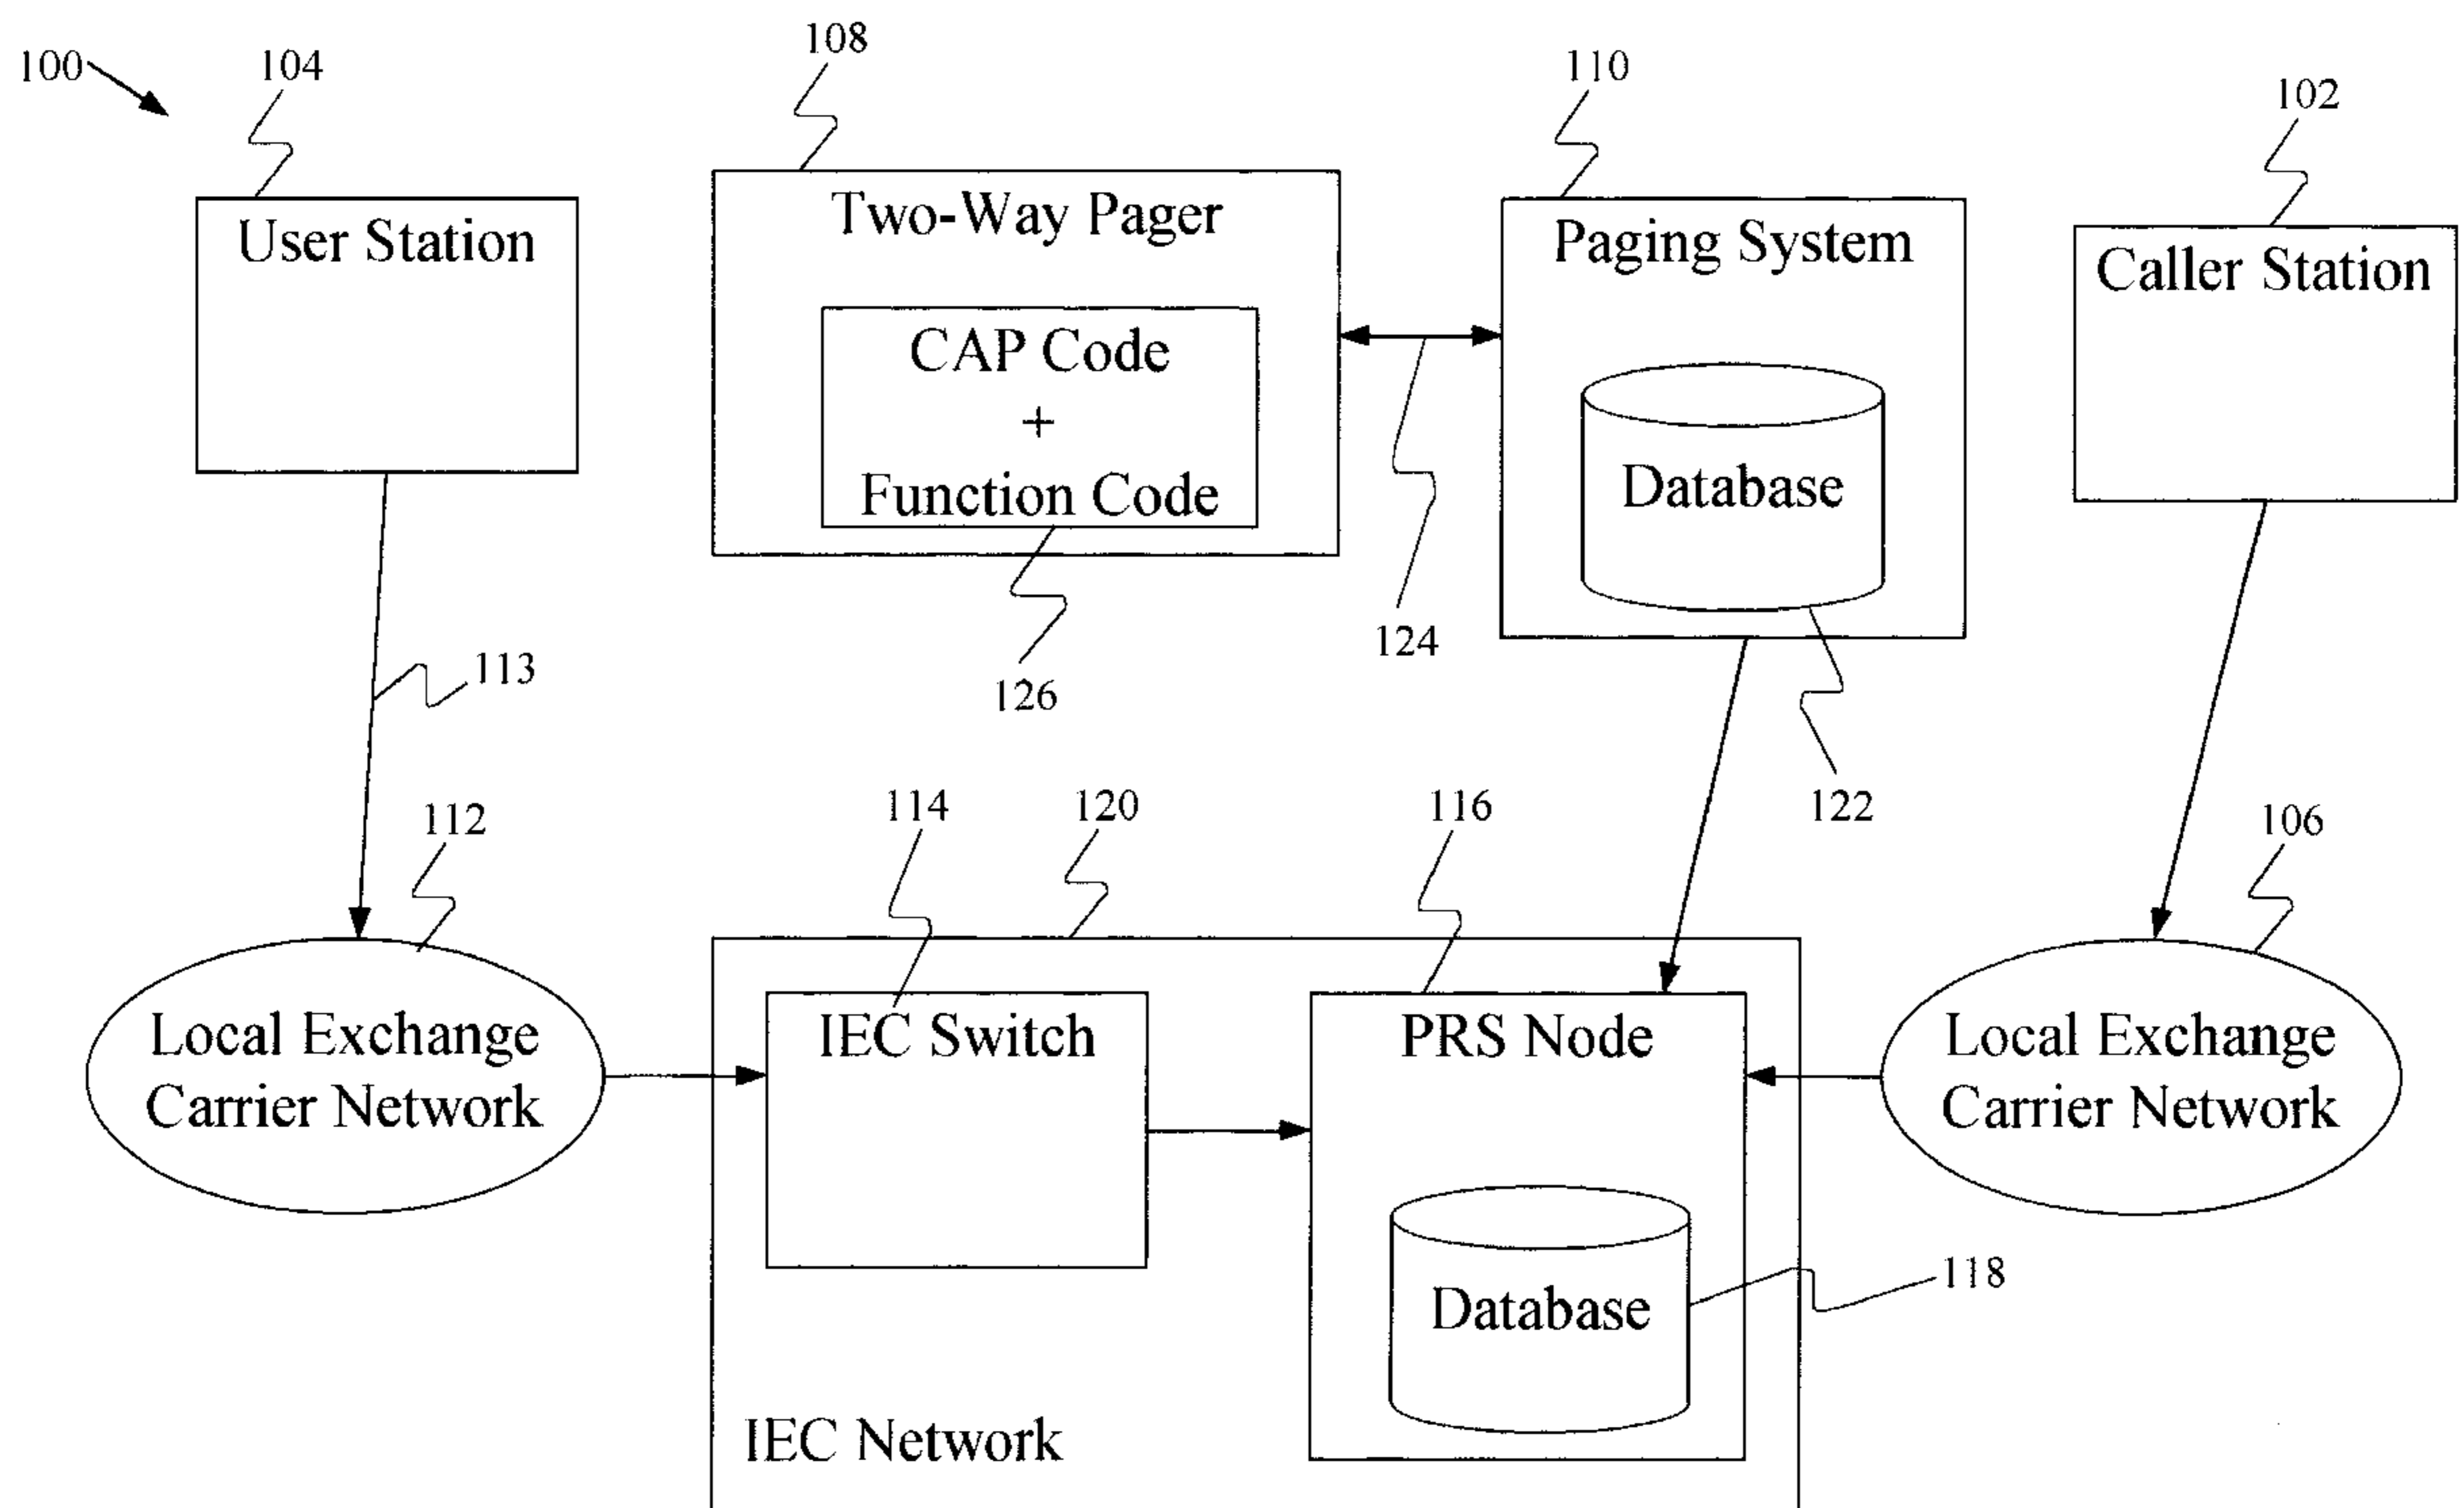 108
100
104
110
102
Two-Way Pager
User Station
Paging System
Caller Station
CAP Code
+
Function Code
Database
124
113
126
112
114
120
116
122
106
IEC Switch
PRS Node
Local Exchange
Carrier Network
Local Exchange
Carrier Network
118
Database
IEC Network